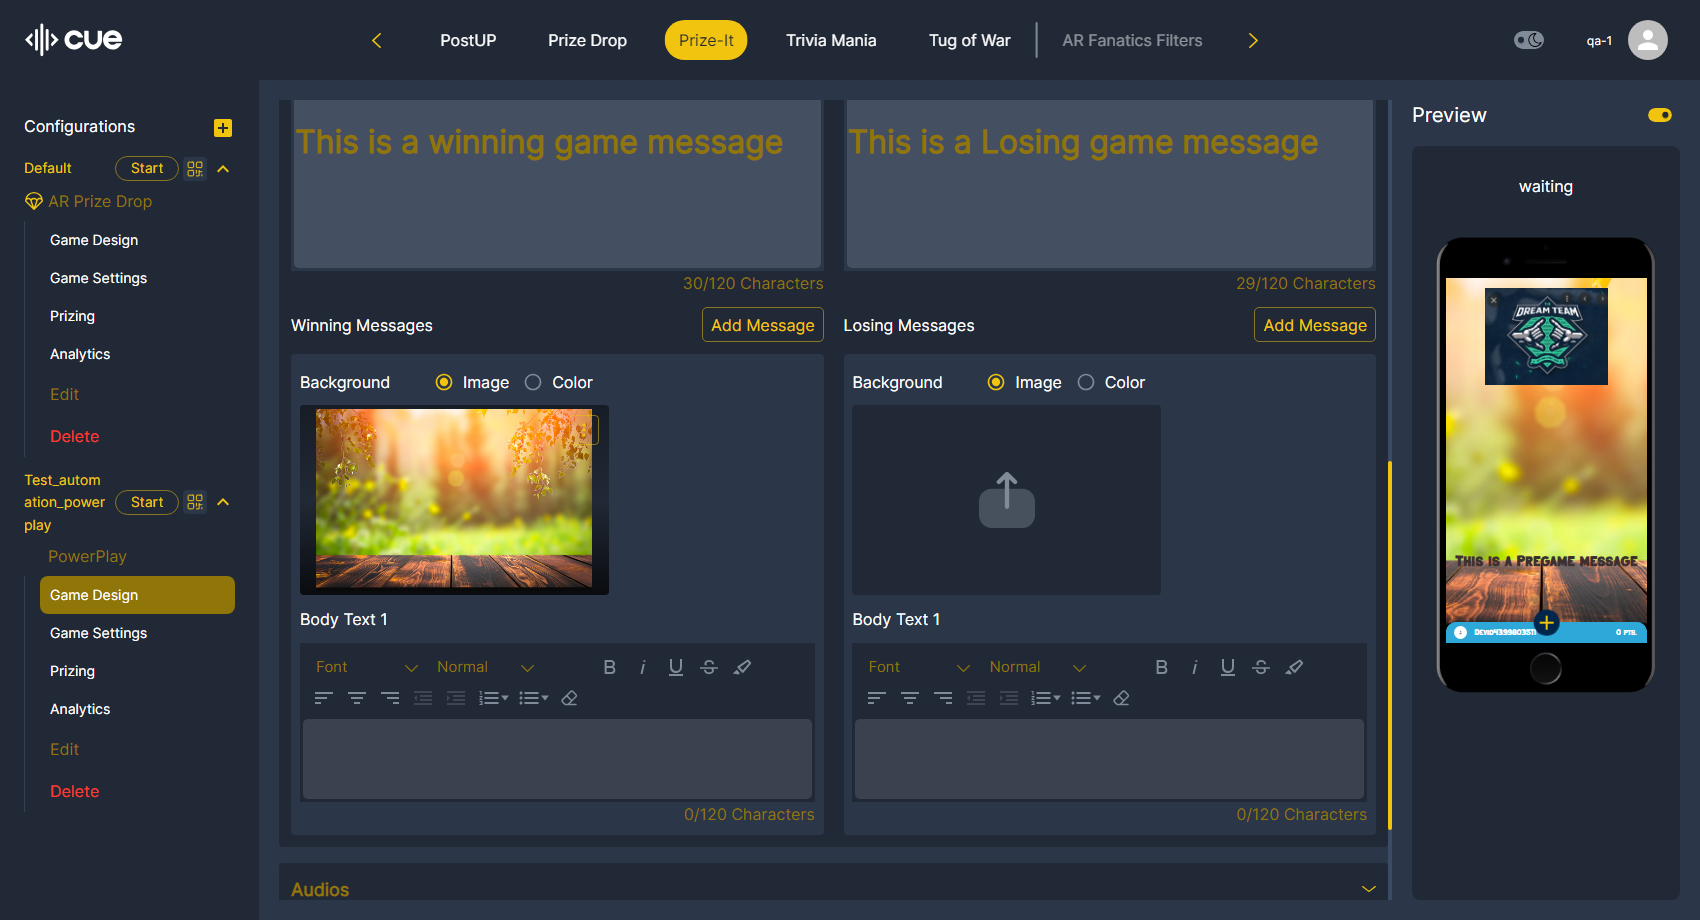 cue
PostUP
Prize Drop
Prize-It
Trivia Mania
Tug of War
AR Fanatics Filters
qa-1
Configurations
Default
Start
AR Prize Drop
Game Design
Game Settings
Prizing
Analytics
Edit
Delete
Test_autom
ation_power
play
Start
PowerPlay
Game Design
Game Settings
Prizing
Analytics
Edit
Delete
This is a winning game message
30/120 Characters
This is a Losing game message
29/120 Characters
Winning Messages
Add Message
Losing Messages
Add Message
Background
Image
Color
Background
Image
Color
Body Text 1
Body Text 1
Font
Normal
B i U S
Font
Normal
B i U S
0/120 Characters
0/120 Characters
Audios
Preview
waiting
DREAM TEAM
This is a Pregame message
0 PTS.